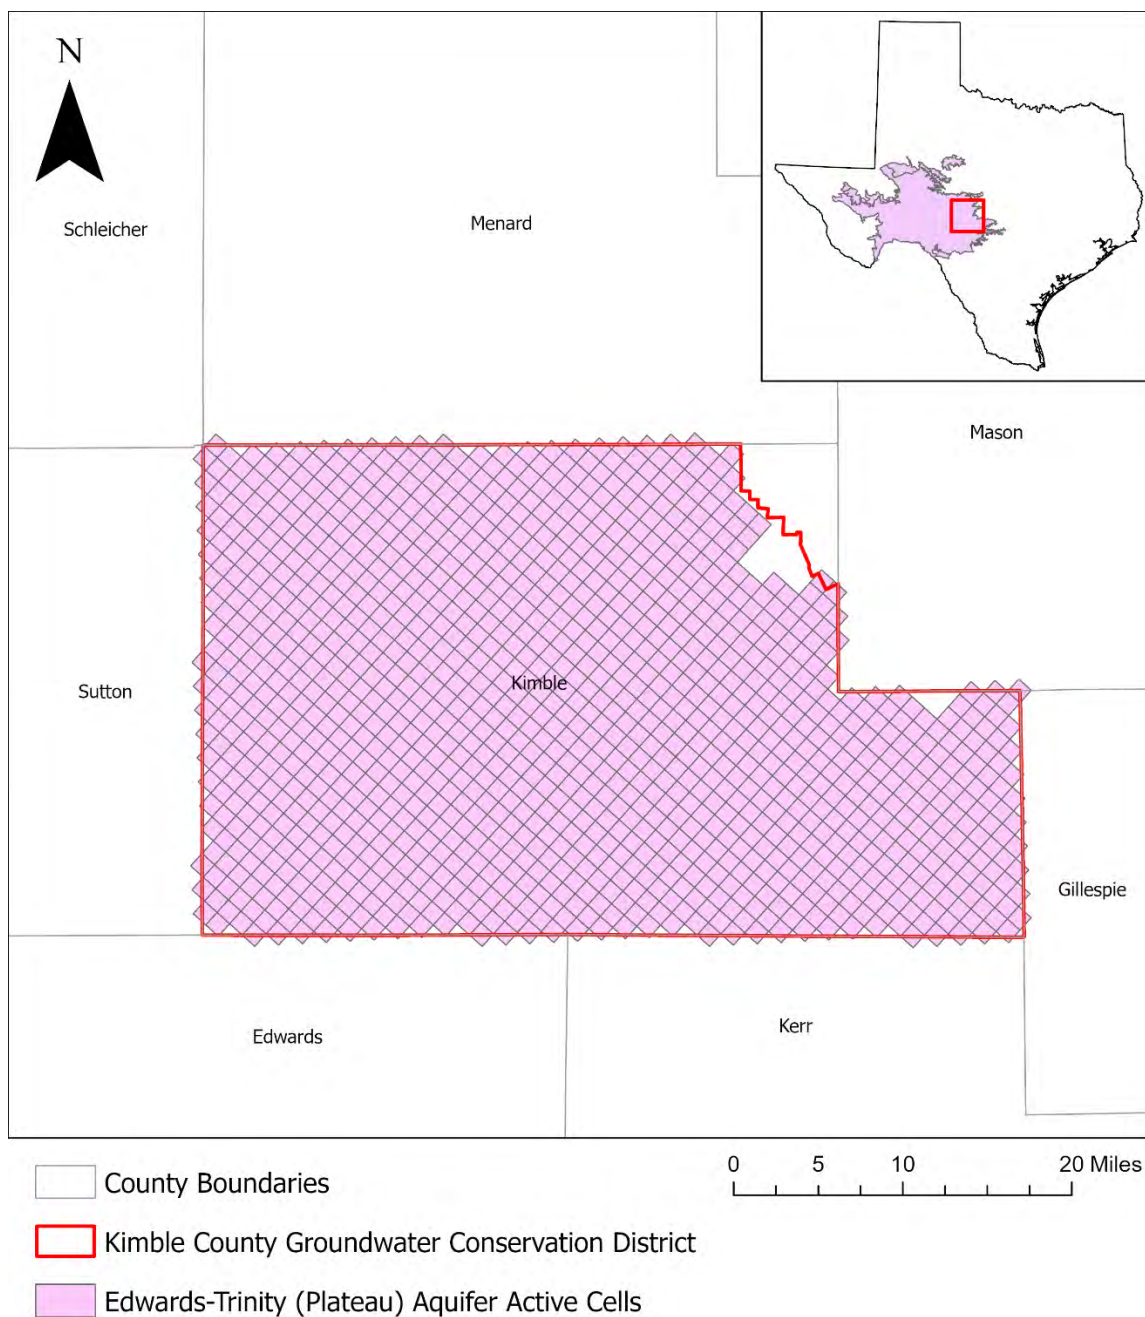 N
Schleicher
Menard
Mason
Sutton
Kimble
Gillespie
Edwards
Kerr
0 5 10 20 Miles
County Boundaries
Kimble County Groundwater Conservation District
Edwards-Trinity (Plateau) Aquifer Active Cells